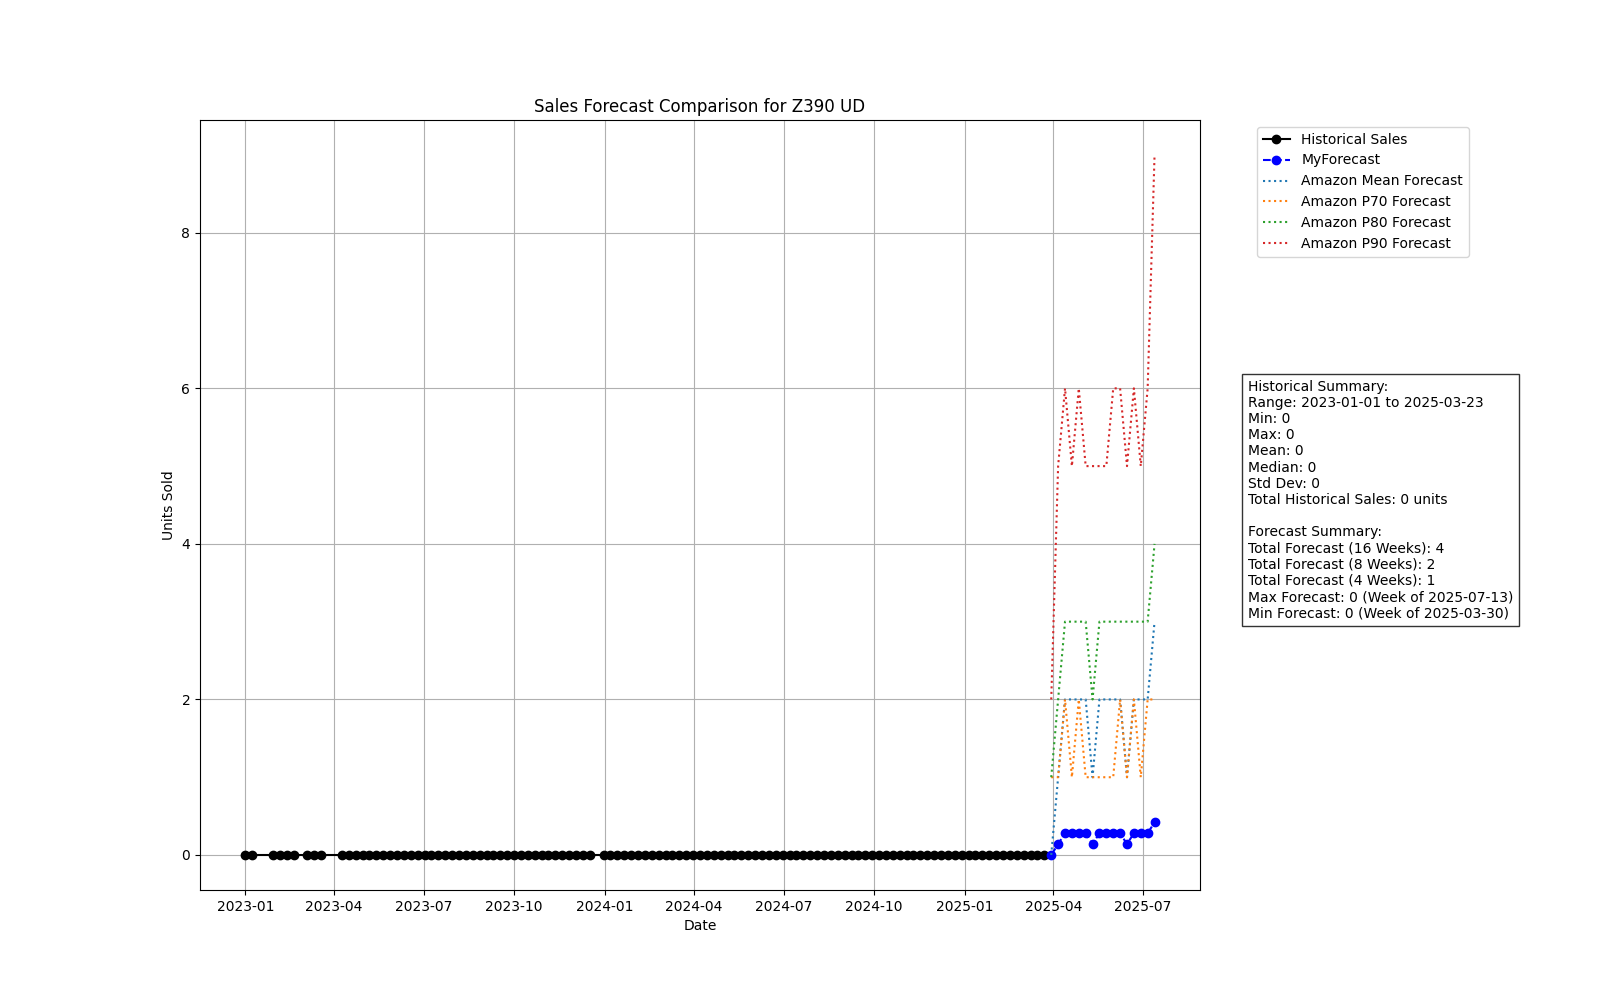 Sales Forecast Comparison for Z390 UD
Units Sold
8
6
4
2
0
2023-01
2023-04
2023-07
2023-10
2024-01
2024-04
2024-07
2024-10
2025-01
2025-04
2025-07
Date
Historical Sales
MyForecast
Amazon Mean Forecast
Amazon P70 Forecast
Amazon P80 Forecast
Amazon P90 Forecast
Historical Summary:
Range: 2023-01-01 to 2025-03-23
Min: 0
Max: 0
Mean: 0
Median: 0
Std Dev: 0
Total Historical Sales: 0 units
Forecast Summary:
Total Forecast (16 Weeks): 4
Total Forecast (8 Weeks): 2
Total Forecast (4 Weeks): 1
Max Forecast: 0 (Week of 2025-07-13)
Min Forecast: 0 (Week of 2025-03-30)